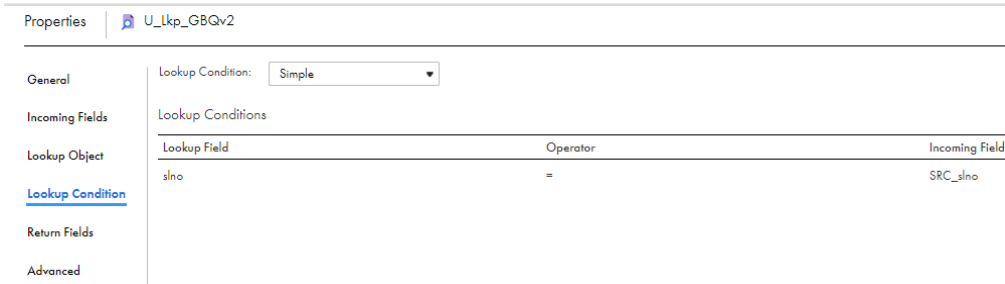 Properties U_Lkp_GBQv2
General
Incoming Fields
Lookup Object
Lookup Condition
Return Fields
Advanced
Lookup Condition: Simple
Lookup Conditions
Lookup Field Operator Incoming Field
slno = SRC_slno